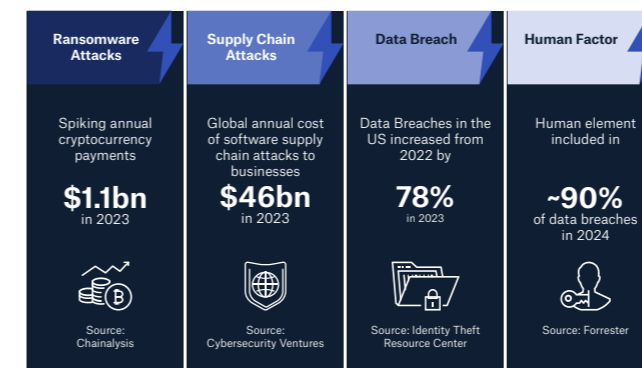 Ransomware
Attacks
Spiking annual
cryptocurrency
payments
$1.1bn
in 2023
Source:
Chainalysis
Supply Chain
Attacks
Global annual cost
of software supply
chain attacks to
businesses
$46bn
in 2023
Source:
Cybersecurity Ventures
Data Breach
Data Breaches in the
US increased from
2022 by
78%
in 2023
Source: Identity Theft
Resource Center
Human Factor
Human element
included in
~90%
of data breaches
in 2024
Source: Forrester